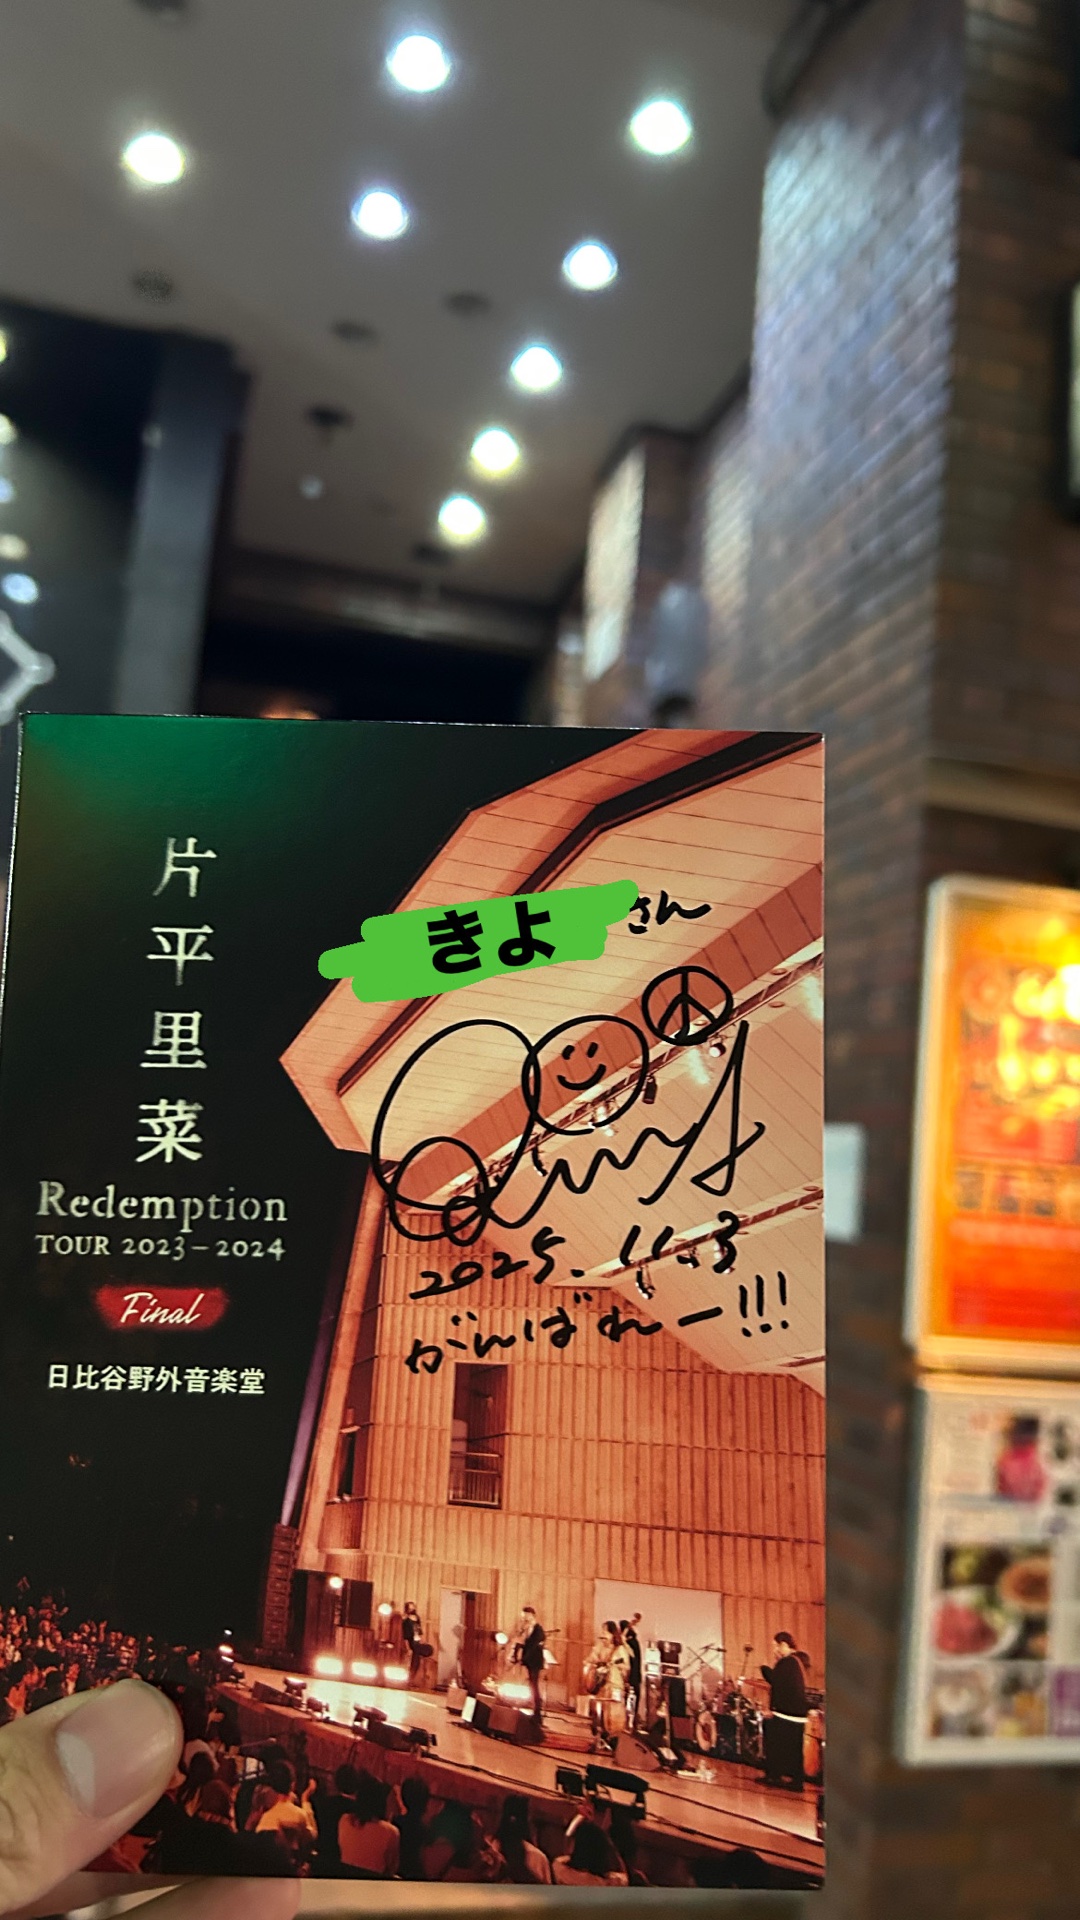 片平里菜
Redemption
TOUR 2023–2024
Final
日比谷野外音楽堂
きよ さん
2025.11.3
がんばれー!!!